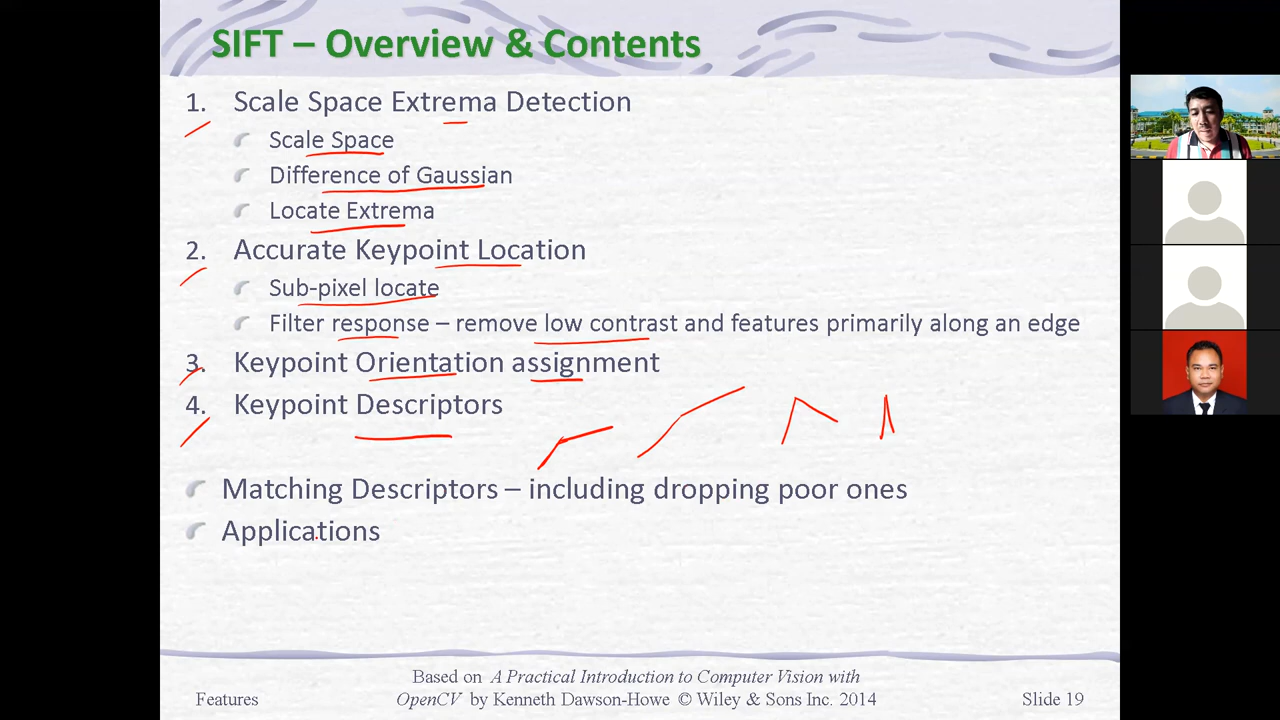 SIFT – Overview & Contents
1. Scale Space Extrema Detection
Scale Space
Difference of Gaussian
Locate Extrema
2. Accurate Keypoint Location
Sub-pixel locate
Filter response – remove low contrast and features primarily along an edge
3. Keypoint Orientation assignment
4. Keypoint Descriptors
Matching Descriptors – including dropping poor ones
Applications
Based on A Practical Introduction to Computer Vision with
Features OpenCV by Kenneth Dawson-Howe © Wiley & Sons Inc. 2014 Slide 19